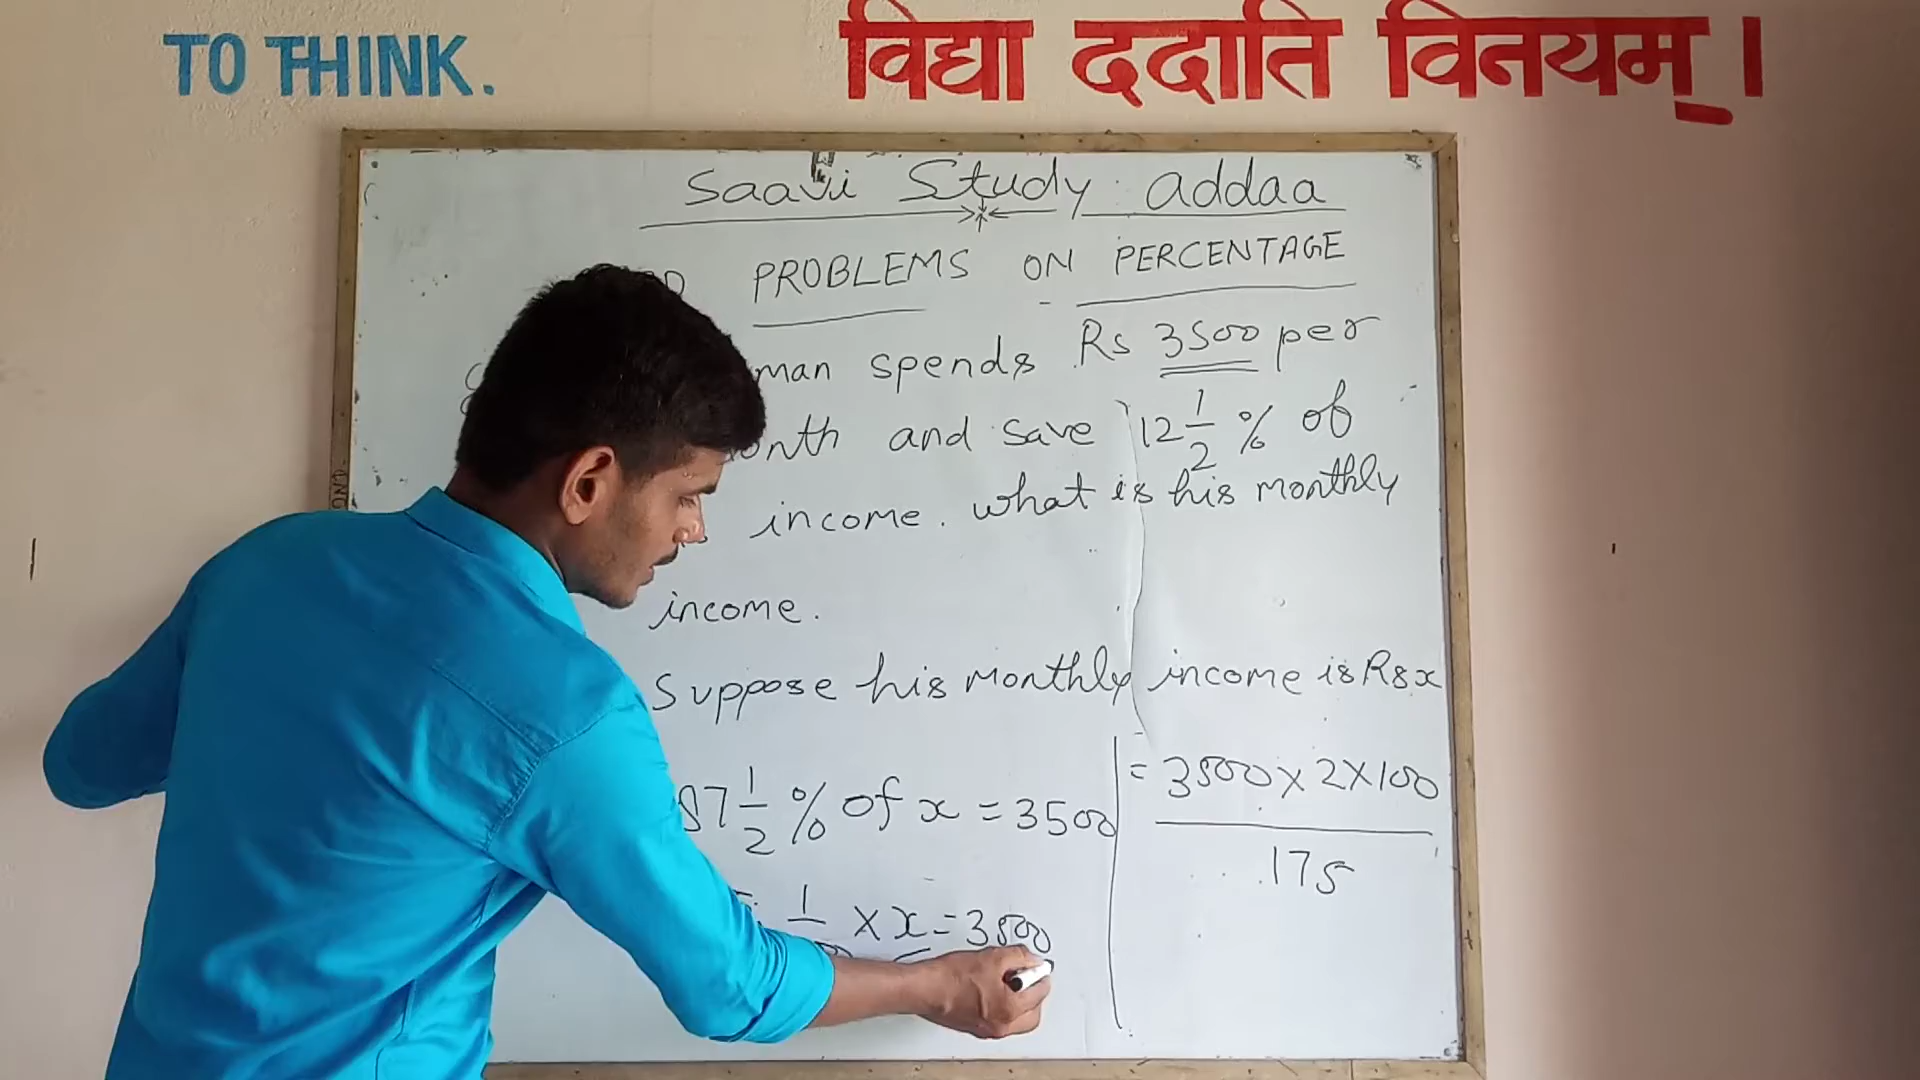 TO THINK.
विद्या ददाति विनयम् ।
Saavi Study addaa
PROBLEMS ON PERCENTAGE
man spends Rs 3500 per
onth and save 12 1/2 % of
income. what is his monthly
income.
Suppose his monthly income is Rs x
87 1/2 % of x = 3500
1 × x = 3500
= 3500 × 2 × 100
175